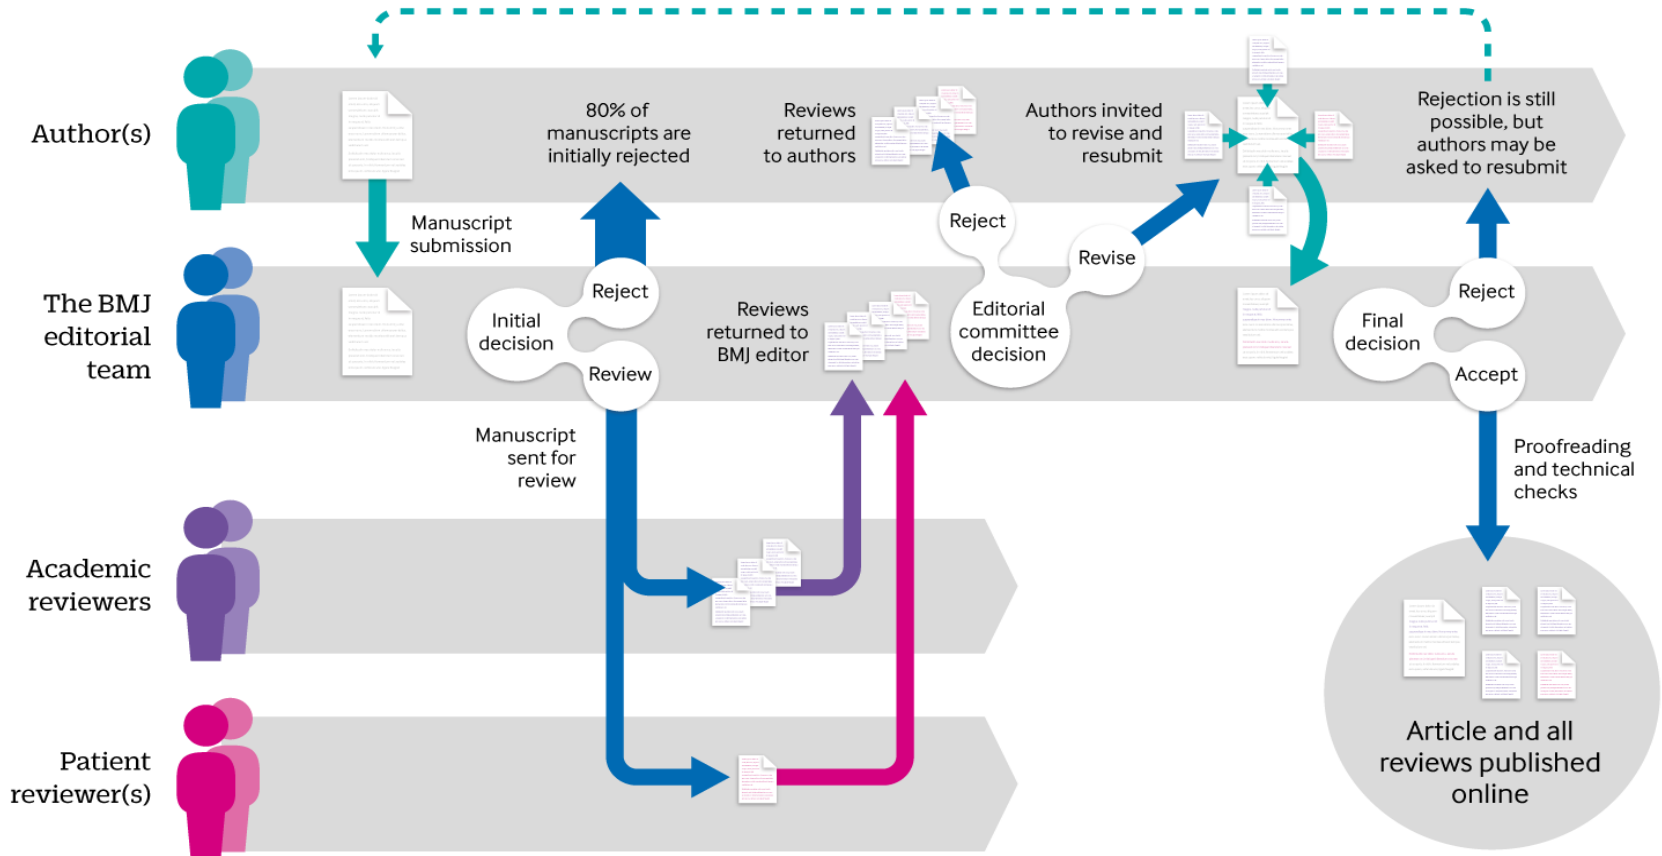 Author(s)
80% of
manuscripts are
initially rejected
Reviews
returned
to authors
Authors invited
to revise and
resubmit
Rejection is still
possible, but
authors may be
asked to resubmit
Manuscript
submission
Reject
Revise
The BMJ
editorial
team
Initial
decision
Reject
Review
Reviews
returned to
BMJ editor
Editorial
committee
decision
Final
decision
Reject
Accept
Manuscript
sent for
review
Proofreading
and technical
checks
Academic
reviewers
Patient
reviewer(s)
Article and all
reviews published
online